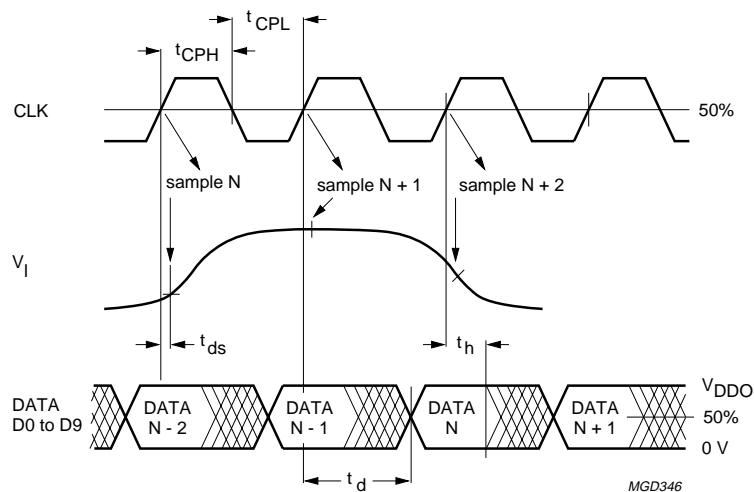 t CPL
t CPH
CLK
50%
sample N
sample N + 1
sample N + 2
V I
t ds
t h
DATA
D0 to D9
DATA
N - 2
DATA
N - 1
DATA
N
DATA
N + 1
V DDO
50%
0 V
t d
MGD346